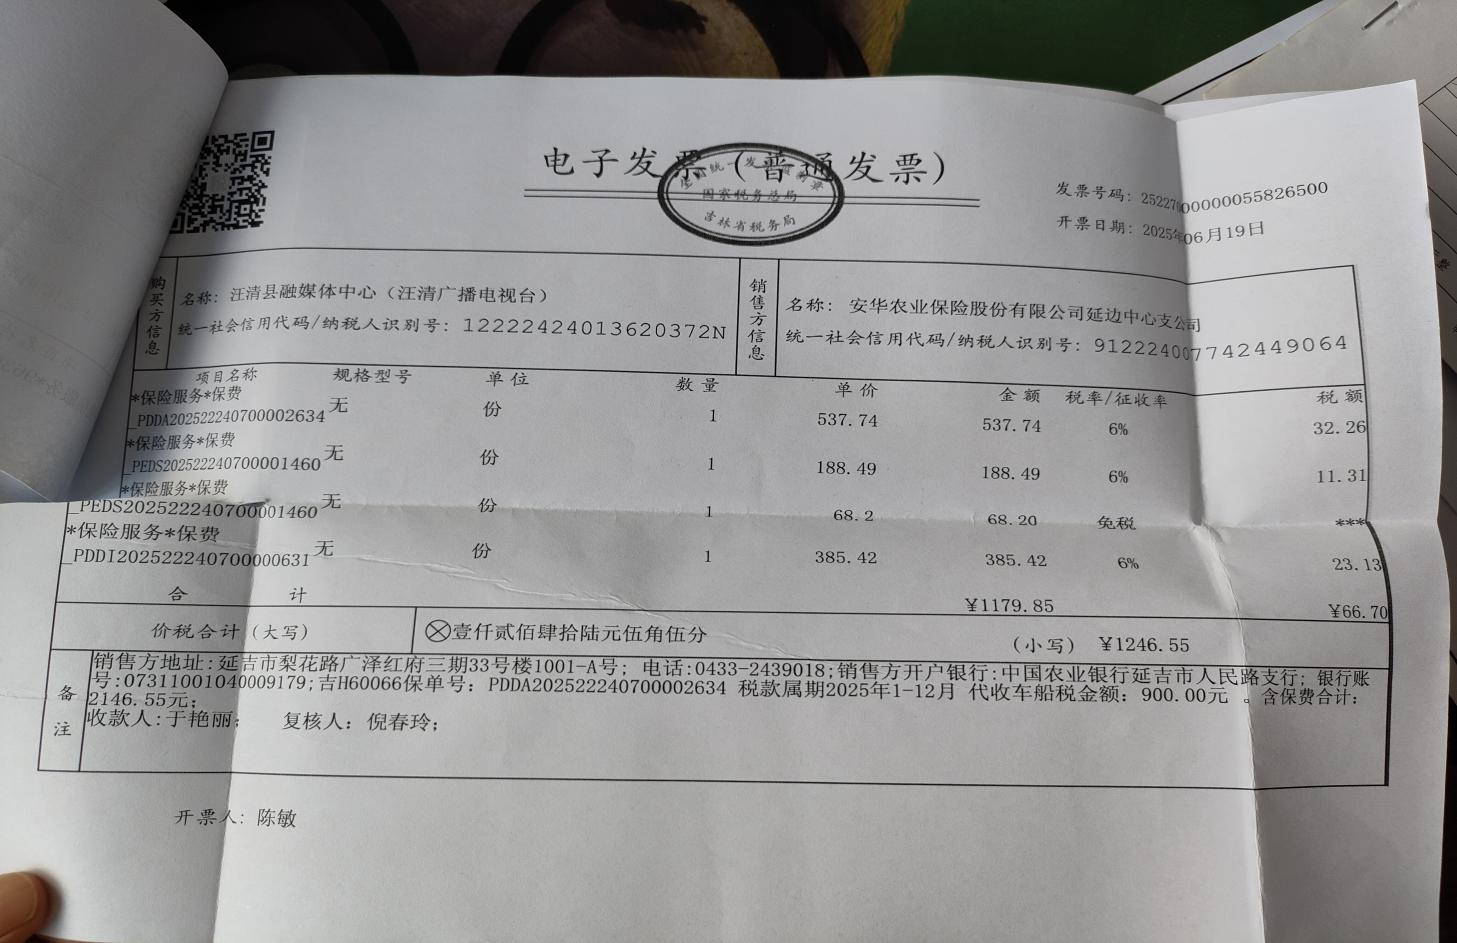 电子发票（普通发票）
全国统一发票监制章
国家税务总局
吉林省税务局
发票号码：25227000000055826500
开票日期：2025年06月19日
购买方信息
名称：汪清县融媒体中心（汪清广播电视台）
统一社会信用代码/纳税人识别号：12222424013620372N
销售方信息
名称：安华农业保险股份有限公司延边中心支公司
统一社会信用代码/纳税人识别号：912224007742449064
项目名称 规格型号 单位 数量 单价 金额 税率/征收率 税额
*保险服务*保费
_PDDA202522240700002634 无 份 1 537.74 537.74 6% 32.26
*保险服务*保费
_PEDS202522240700001460 无 份 1 188.49 188.49 6% 11.31
*保险服务*保费
_PEDS202522240700001460 无 份 1 68.2 68.20 免税 ***
*保险服务*保费
_PDDI202522240700000631 无 份 1 385.42 385.42 6% 23.13
合计 ¥1179.85 ¥66.70
价税合计（大写） ⊗壹仟贰佰肆拾陆元伍角伍分 （小写）¥1246.55
备注
销售方地址:延吉市梨花路广泽红府三期33号楼1001-A号; 电话:0433-2439018;销售方开户银行:中国农业银行延吉市人民路支行; 银行账
号:07311001040009179;吉H60066保单号: PDDA202522240700002634 税款属期2025年1-12月 代收车船税金额: 900.00元 。含保费合计:
2146.55元;
收款人:于艳丽; 复核人: 倪春玲;
开票人: 陈敏